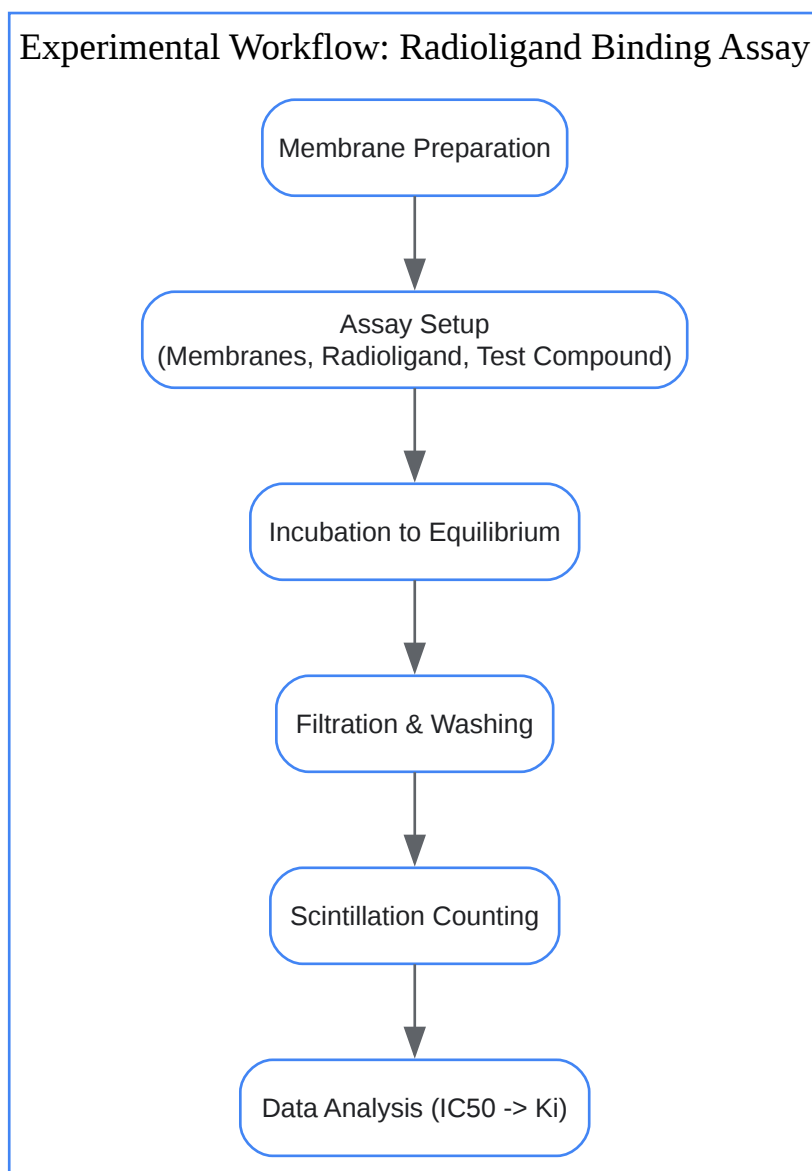 Experimental Workflow: Radioligand Binding Assay
Membrane Preparation
Assay Setup
(Membranes, Radioligand, Test Compound)
Incubation to Equilibrium
Filtration & Washing
Scintillation Counting
Data Analysis (IC50 -> Ki)